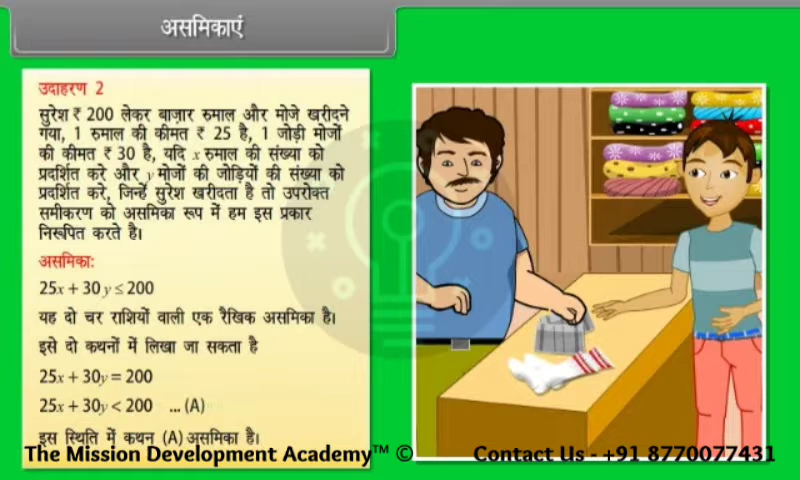 असमिकाएं
उदाहरण 2
सुरेश ₹ 200 लेकर बाज़ार रुमाल और मोजे खरीदने
गया, 1 रुमाल की कीमत ₹ 25 है, 1 जोड़ी मोजों
की कीमत ₹ 30 है, यदि x रुमाल की संख्या को
प्रदर्शित करे और y मोजों की जोड़ियों की संख्या को
प्रदर्शित करे, जिन्हें सुरेश खरीदता है तो उपरोक्त
समीकरण को असमिका रूप में हम इस प्रकार
निरूपित करते है।
असमिका:
25x + 30 y ≤ 200
यह दो चर राशियों वाली एक रैखिक असमिका है।
इसे दो कथनों में लिखा जा सकता है
25x + 30y = 200
25x + 30y < 200 ... (A)
इस स्थिति में कथन (A) असमिका है।
The Mission Development Academy™ © Contact Us - +91 8770077431